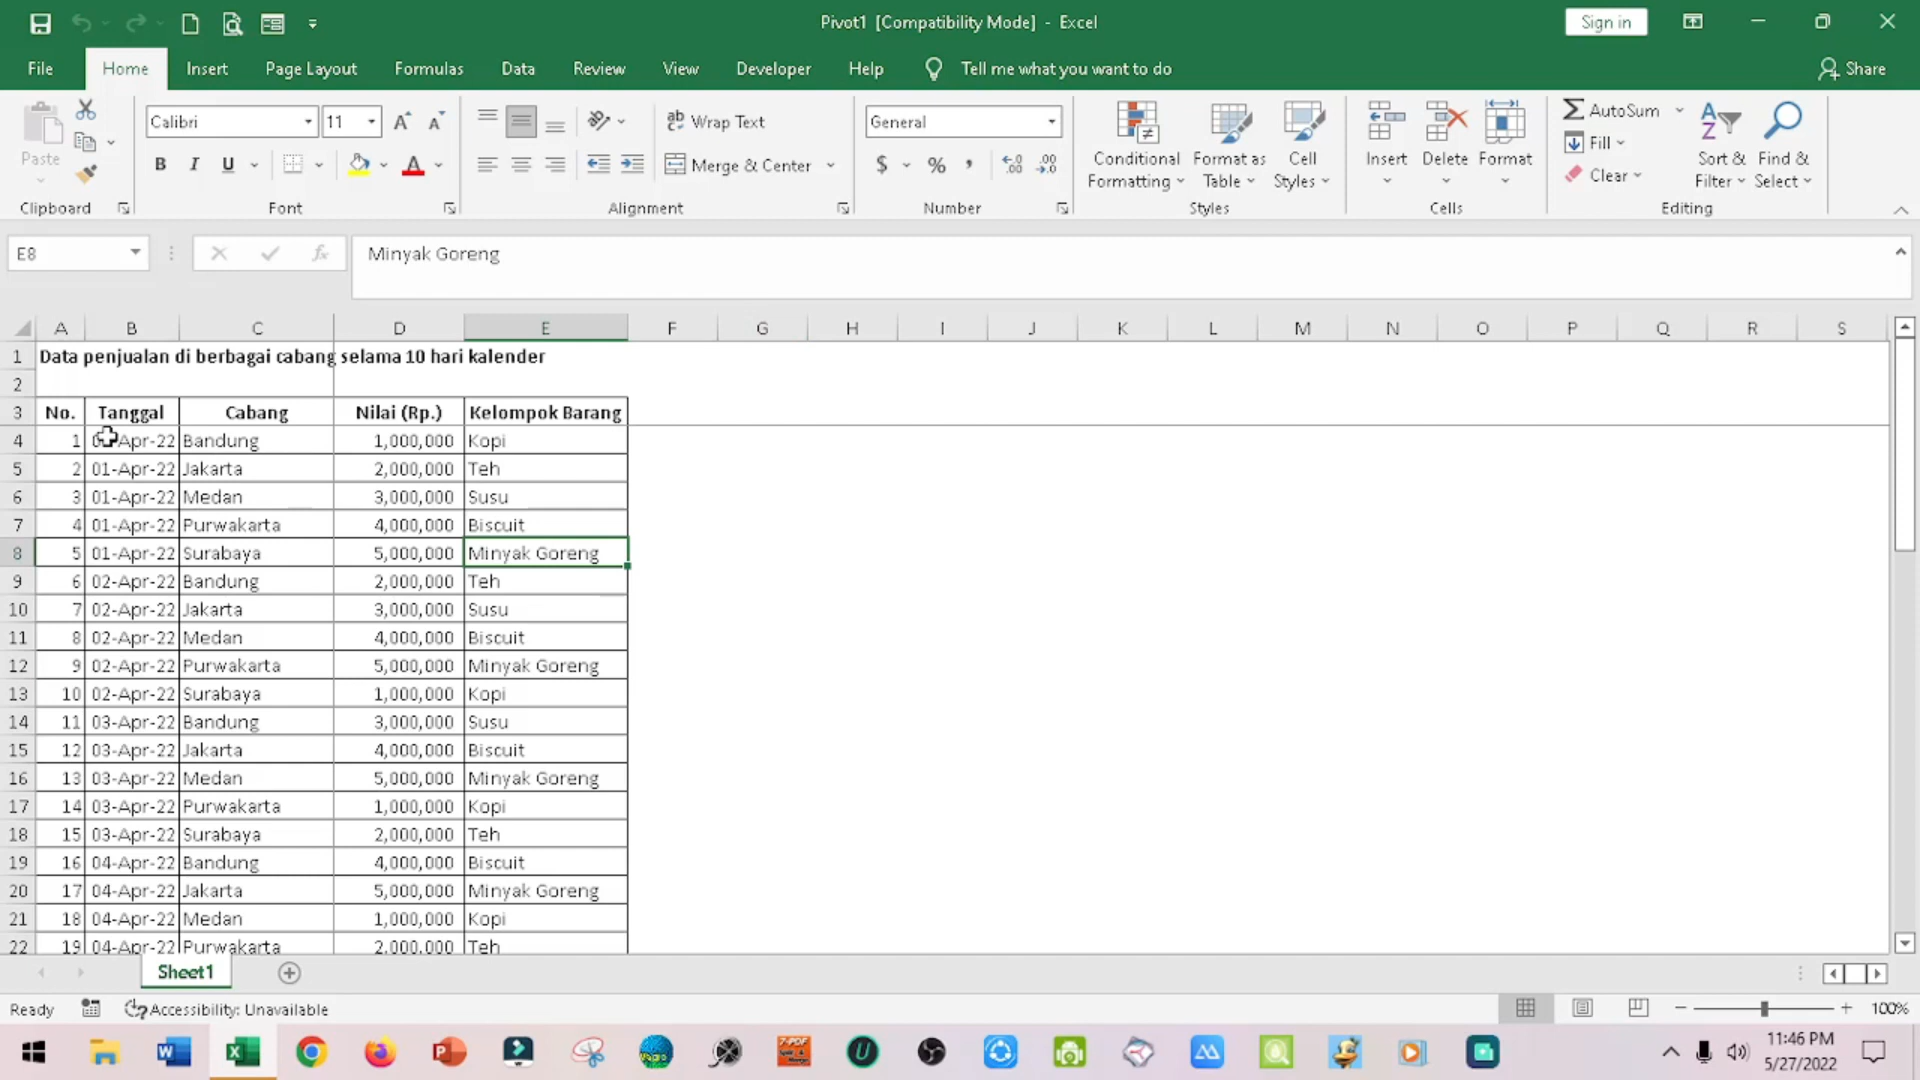 Pivot1 [Compatibility Mode] - Excel
Sign in
File Home Insert Page Layout Formulas Data Review View Developer Help Tell me what you want to do Share
Paste
Clipboard
Calibri 11
B I U
Font
Wrap Text
Merge & Center
Alignment
General
$ % ,
Number
Conditional Formatting
Format as Table
Cell Styles
Styles
Insert Delete Format
Cells
AutoSum
Fill
Clear
Sort & Filter
Find & Select
Editing
E8 fx Minyak Goreng
A B C D E F G H I J K L M N O P Q R S
1 Data penjualan di berbagai cabang selama 10 hari kalender
2
3 No. Tanggal Cabang Nilai (Rp.) Kelompok Barang
4 1 Apr-22 Bandung 1,000,000 Kopi
5 2 01-Apr-22 Jakarta 2,000,000 Teh
6 3 01-Apr-22 Medan 3,000,000 Susu
7 4 01-Apr-22 Purwakarta 4,000,000 Biscuit
8 5 01-Apr-22 Surabaya 5,000,000 Minyak Goreng
9 6 02-Apr-22 Bandung 2,000,000 Teh
10 7 02-Apr-22 Jakarta 3,000,000 Susu
11 8 02-Apr-22 Medan 4,000,000 Biscuit
12 9 02-Apr-22 Purwakarta 5,000,000 Minyak Goreng
13 10 02-Apr-22 Surabaya 1,000,000 Kopi
14 11 03-Apr-22 Bandung 3,000,000 Susu
15 12 03-Apr-22 Jakarta 4,000,000 Biscuit
16 13 03-Apr-22 Medan 5,000,000 Minyak Goreng
17 14 03-Apr-22 Purwakarta 1,000,000 Kopi
18 15 03-Apr-22 Surabaya 2,000,000 Teh
19 16 04-Apr-22 Bandung 4,000,000 Biscuit
20 17 04-Apr-22 Jakarta 5,000,000 Minyak Goreng
21 18 04-Apr-22 Medan 1,000,000 Kopi
22 19 04-Apr-22 Purwakarta 2,000,000 Teh
Sheet1
Ready Accessibility: Unavailable 100%
11:46 PM
5/27/2022